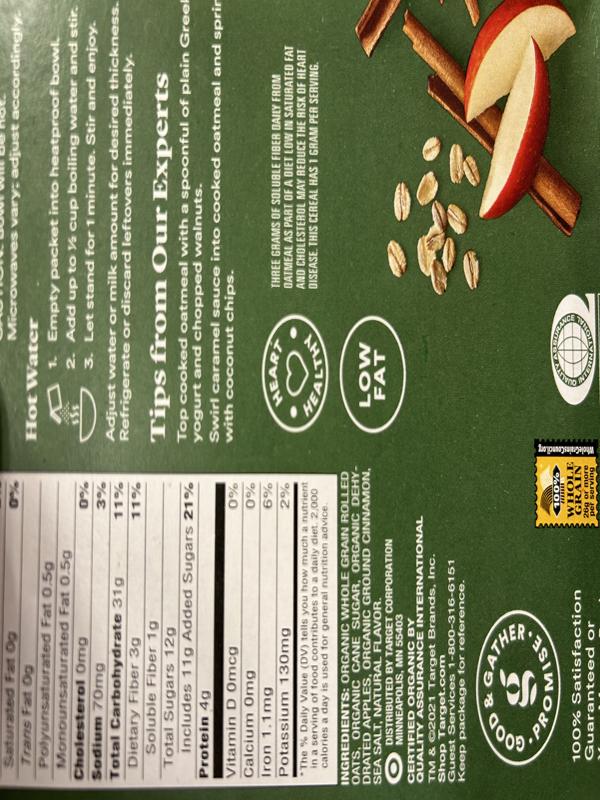 Saturated Fat 0g 0%
Trans Fat 0g
Polyunsaturated Fat 0.5g
Monounsaturated Fat 0.5g
Cholesterol 0mg 0%
Sodium 70mg 3%
Total Carbohydrate 31g 11%
Dietary Fiber 3g 11%
Soluble Fiber 1g
Total Sugars 12g
Includes 11g Added Sugars 21%
Protein 4g
Vitamin D 0mcg 0%
Calcium 0mg 0%
Iron 1.1mg 6%
Potassium 130mg 2%
*The % Daily Value (DV) tells you how much a nutrient
in a serving of food contributes to a daily diet. 2,000
calories a day is used for general nutrition advice.
INGREDIENTS: ORGANIC WHOLE GRAIN ROLLED
OATS, ORGANIC CANE SUGAR, ORGANIC DEHY-
DRATED APPLES, ORGANIC GROUND CINNAMON,
SEA SALT, NATURAL FLAVOR.
DISTRIBUTED BY TARGET CORPORATION
MINNEAPOLIS, MN 55403
CERTIFIED ORGANIC BY
QUALITY ASSURANCE INTERNATIONAL
TM & ©2021 Target Brands, Inc.
Shop Target.com
Guest Services 1-800-316-6151
Keep package for reference.
GOOD & GATHER
g
PROMISE
100% Satisfaction
Guaranteed or
Microwaves vary; adjust accordingly.
Hot Water
1. Empty packet into heatproof bowl.
2. Add up to ½ cup boiling water and stir.
3. Let stand for 1 minute. Stir and enjoy.
Adjust water or milk amount for desired thickness.
Refrigerate or discard leftovers immediately.
Tips from Our Experts
Top cooked oatmeal with a spoonful of plain Greek
yogurt and chopped walnuts.
Swirl caramel sauce into cooked oatmeal and
with coconut chips.
HEART
HEALTHY
THREE GRAMS OF SOLUBLE FIBER DAILY FROM
OATMEAL AS PART OF A DIET LOW IN SATURATED FAT
AND CHOLESTEROL, MAY REDUCE THE RISK OF HEART
DISEASE. THIS CEREAL HAS 1 GRAM PER SERVING.
LOW
FAT
100%
WHOLE
GRAIN
26g or more
per serving
WholeGrainsCouncil.org
QUALITY ASSURANCE INTERNATIONAL